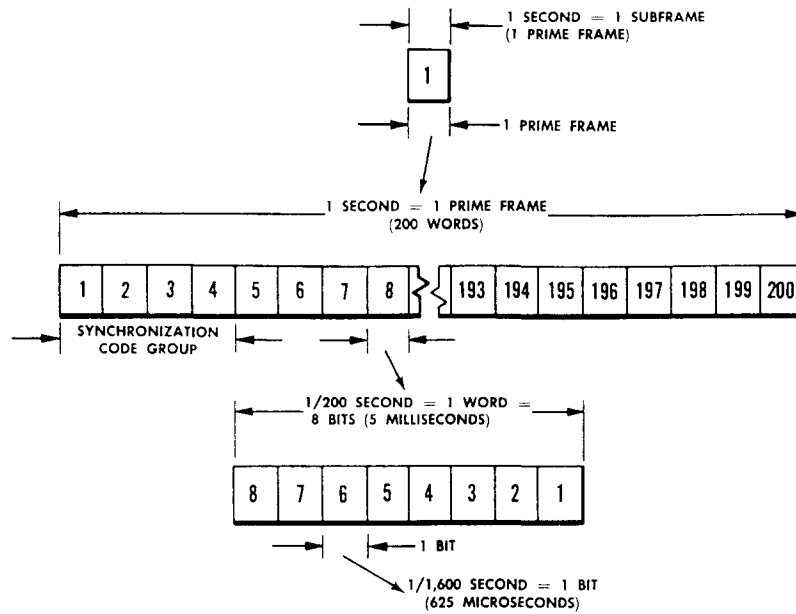 1 SECOND = 1 SUBFRAME
(1 PRIME FRAME)
1
1 PRIME FRAME
1 SECOND = 1 PRIME FRAME
(200 WORDS)
1 2 3 4 5 6 7 8 193 194 195 196 197 198 199 200
SYNCHRONIZATION
CODE GROUP
1/200 SECOND = 1 WORD =
8 BITS (5 MILLISECONDS)
8 7 6 5 4 3 2 1
1 BIT
1/1,600 SECOND = 1 BIT
(625 MICROSECONDS)